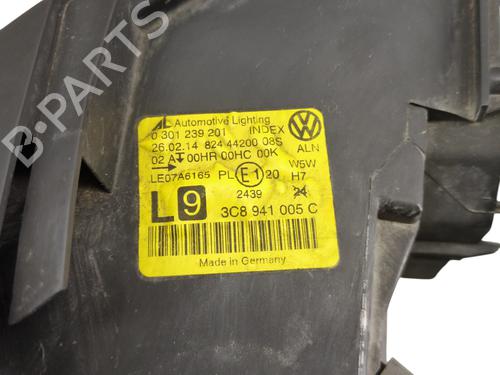 AL Automotive Lighting
0 301 239 201 INDEX
26.02.14 824 44200 08S ALN
02 A 00HR 00HC 00K W5W
LE07A6165 PL E1 20 H7
2439 24
L 9 3C8 941 005 C
Made in Germany
B-PARTS